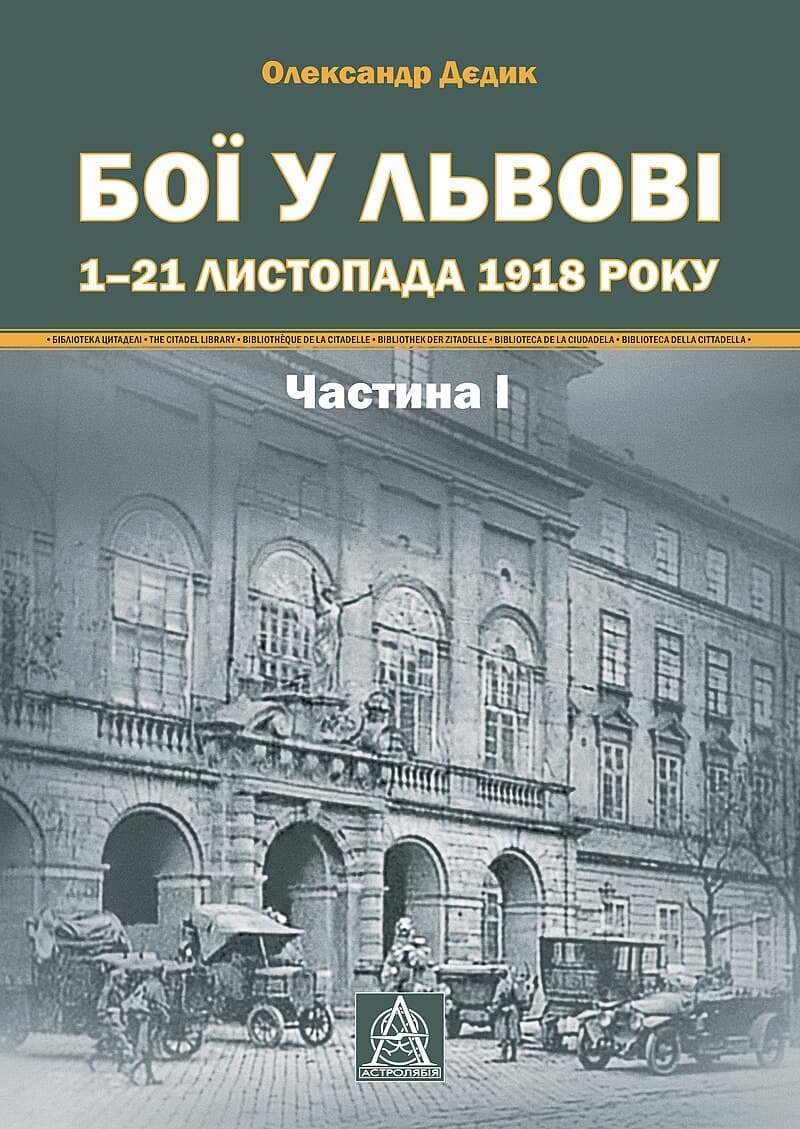 Олександр Дєдик
БОЇ У ЛЬВОВІ
1–21 ЛИСТОПАДА 1918 РОКУ
• БІБЛІОТЕКА ЦИТАДЕЛІ • THE CITADEL LIBRARY • BIBLIOTHÈQUE DE LA CITADELLE • BIBLIOTHEK DER ZITADELLE • BIBLIOTECA DE LA CIUDADELA • BIBLIOTECA DELLA CITTADELLA •
Частина I
АСТРОЛЯБІЯ